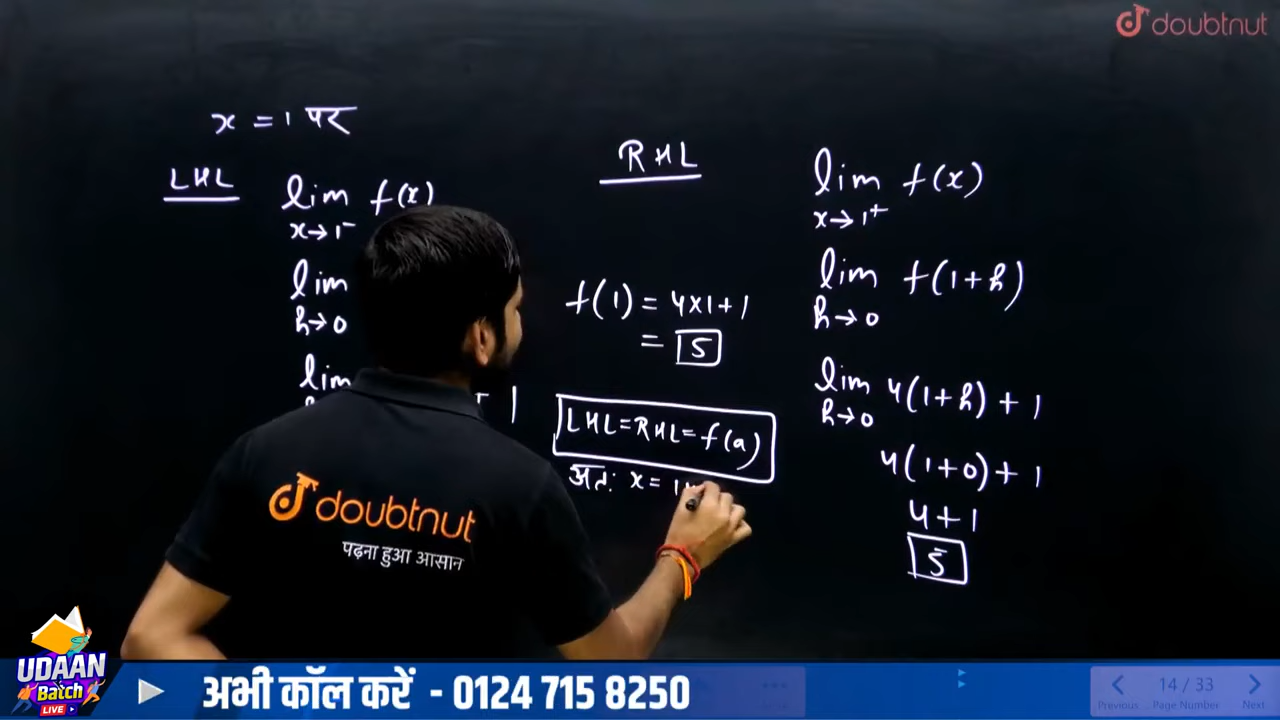 doubtnut
x = 1 पर
LHL
lim f(x)
x→1⁻
lim
h→0
lim
+ 1
RHL
f(1) = 4x1+1
= 5
LHL=RHL=f(a)
अतः x = 1
lim f(x)
x→1⁺
lim f(1+h)
h→0
lim 4(1+h)+1
h→0
4(1+0)+1
4+1
5
doubtnut
पढ़ना हुआ आसान
UDAAN
Batch
LIVE
अभी कॉल करें - 0124 715 8250
14 / 33
Previous Page Number Next